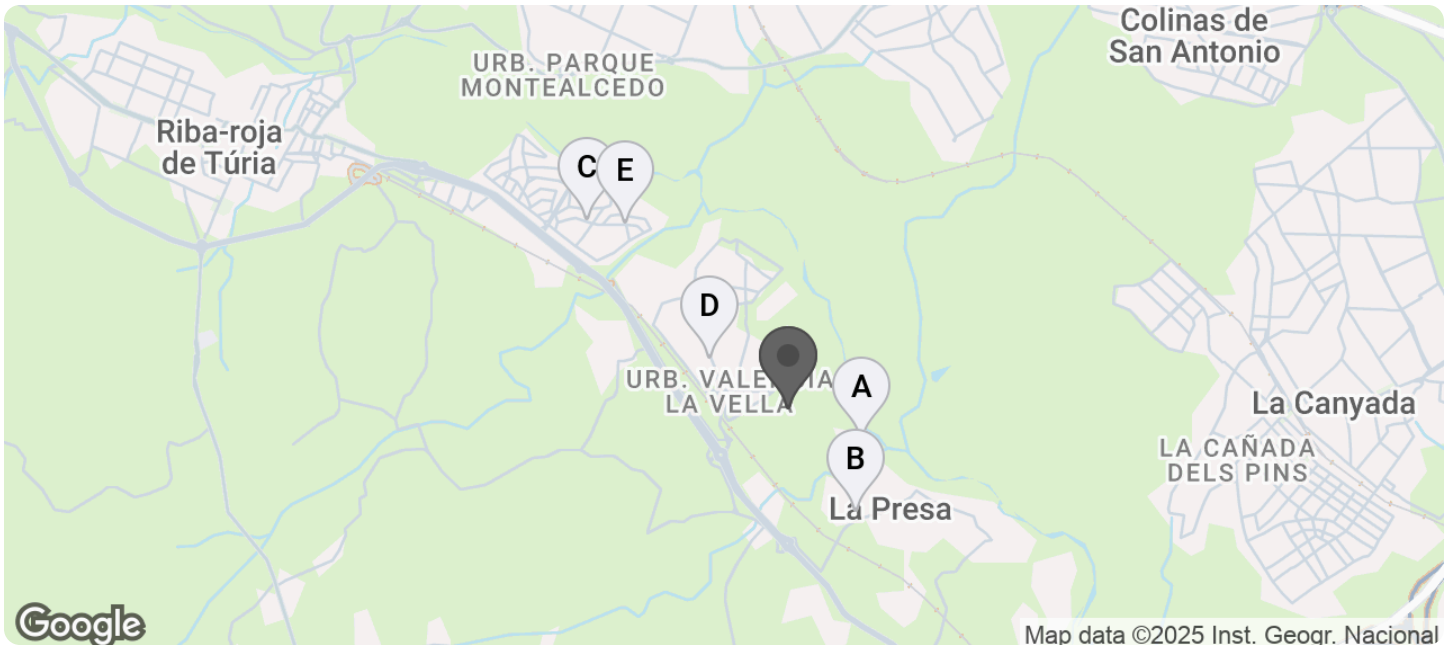 Colinas de
San Antonio
URB. PARQUE
MONTEALCEDO
Riba-roja
de Túria
C
E
D
URB. VALENCIA
LA VELLA
A
La Canyada
B
LA CAÑADA
DELS PINS
La Presa
Google
Map data ©2025 Inst. Geogr. Nacional